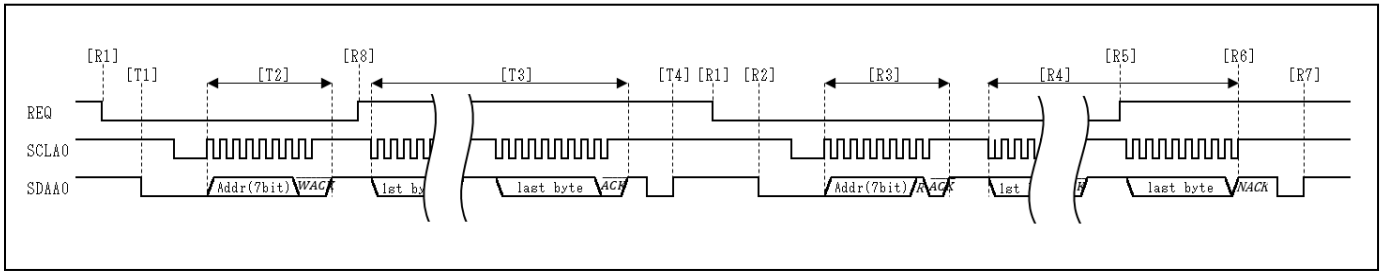 [R1] [R8] [R5] [R6]
[T1] [T2] [T3] [T4] [R1] [R2] [R3] [R4] [R7]
REQ
SCLA0
SDAA0 Addr(7bit) WACK 1st by last byte ACK Addr(7bit) R ACK 1st K last byte NACK